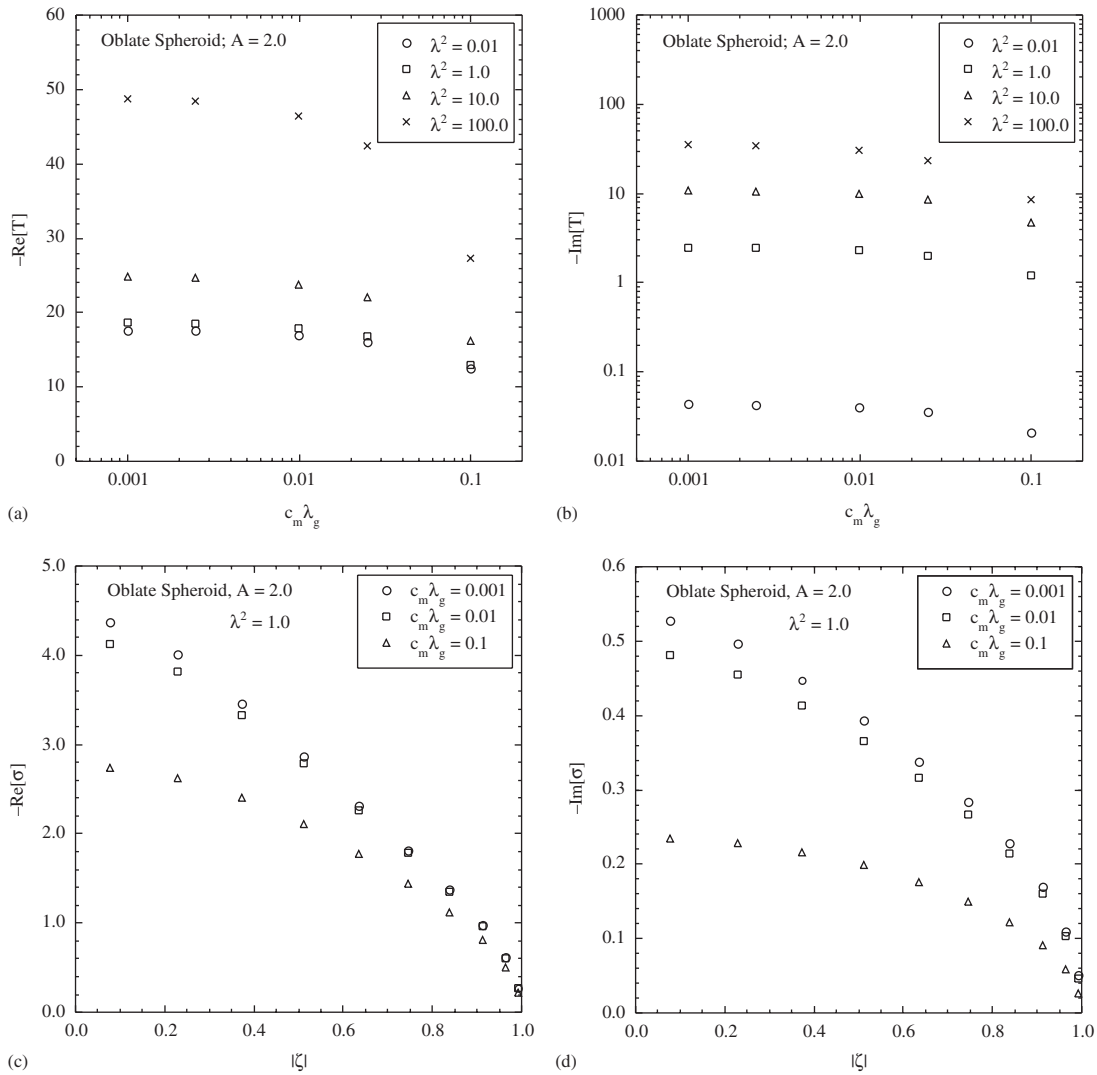 60
50
40
30
20
10
0
−Re[T]
Oblate Spheroid; A = 2.0
λ² = 0.01
λ² = 1.0
λ² = 10.0
λ² = 100.0
0.001
0.01
0.1
(a)
c_m λ_g
1000
100
10
1
0.1
0.01
−Im[T]
Oblate Spheroid; A = 2.0
λ² = 0.01
λ² = 1.0
λ² = 10.0
λ² = 100.0
0.001
0.01
0.1
(b)
c_m λ_g
5.0
4.0
3.0
2.0
1.0
0.0
−Re[σ]
Oblate Spheroid, A = 2.0
λ² = 1.0
c_m λ_g = 0.001
c_m λ_g = 0.01
c_m λ_g = 0.1
0.0
0.2
0.4
0.6
0.8
1.0
(c)
|ζ|
0.6
0.5
0.4
0.3
0.2
0.1
0.0
−Im[σ]
Oblate Spheroid, A = 2.0
λ² = 1.0
c_m λ_g = 0.001
c_m λ_g = 0.01
c_m λ_g = 0.1
0.0
0.2
0.4
0.6
0.8
1.0
(d)
|ζ|